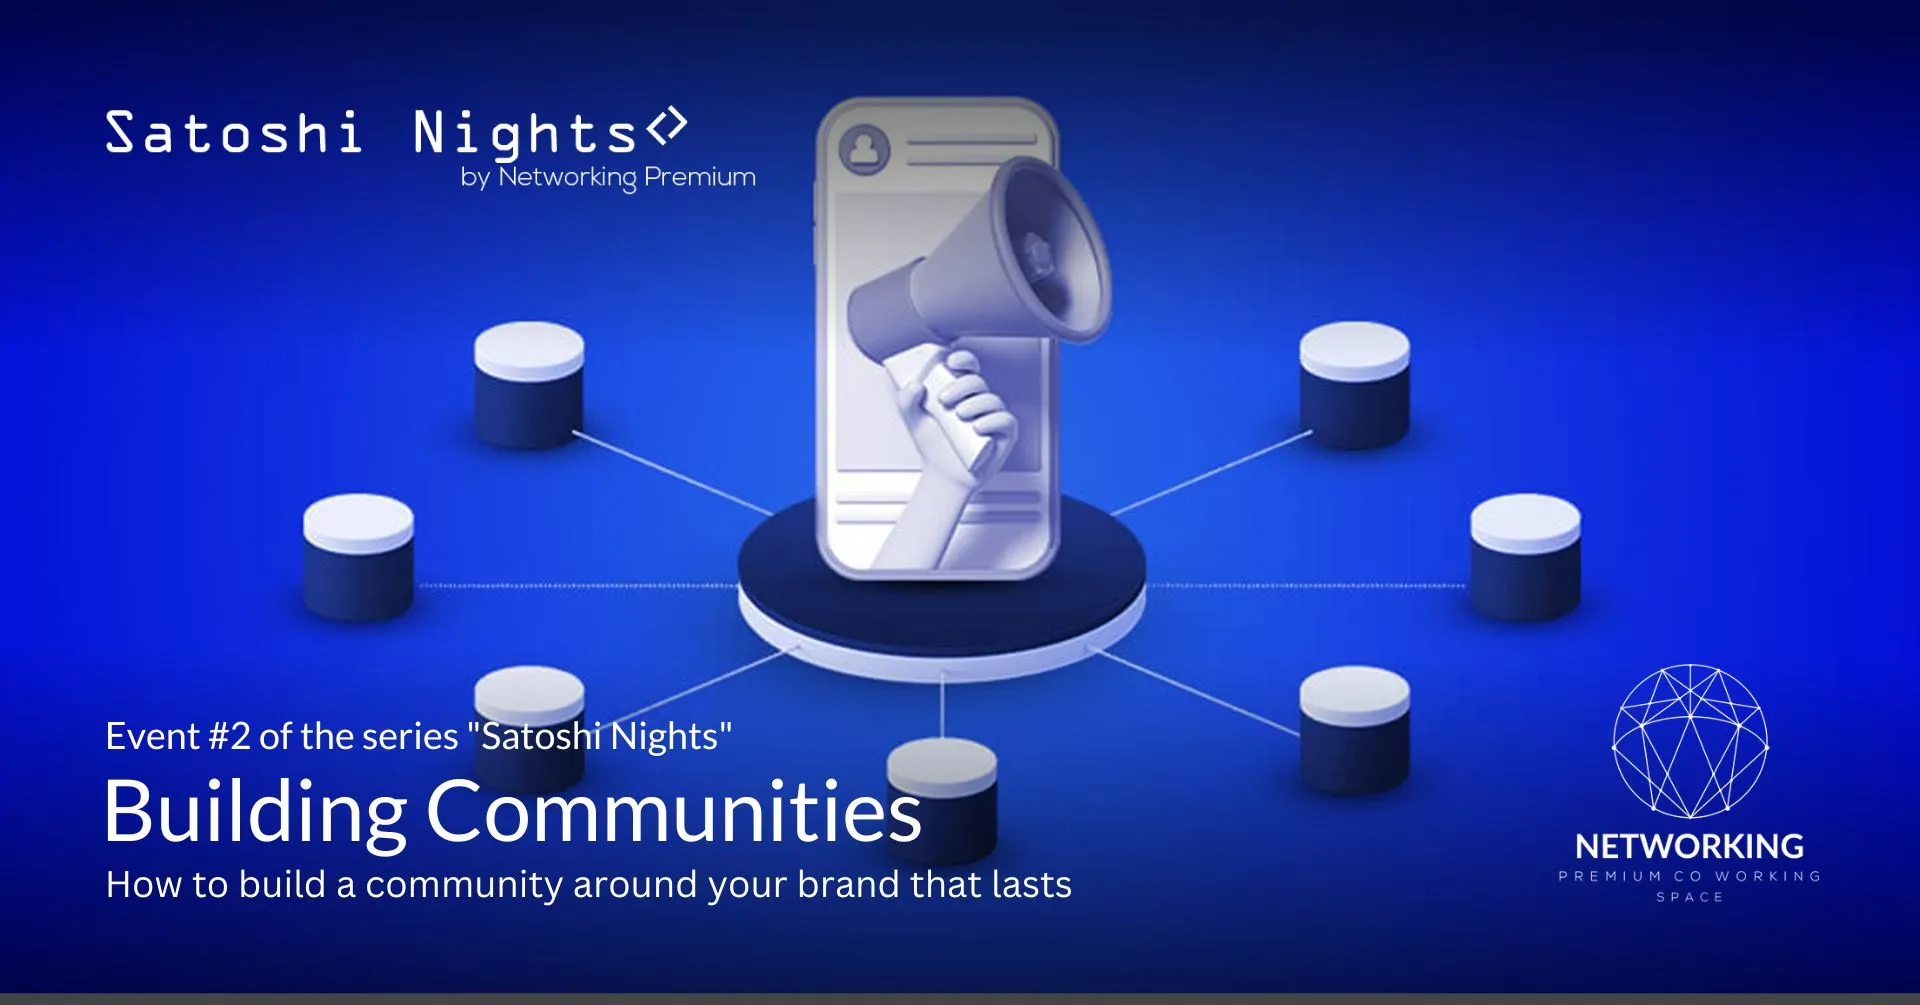 Satoshi Nights
by Networking Premium
Event #2 of the series "Satoshi Nights"
Building Communities
How to build a community around your brand that lasts
NETWORKING
PREMIUM CO WORKING
SPACE